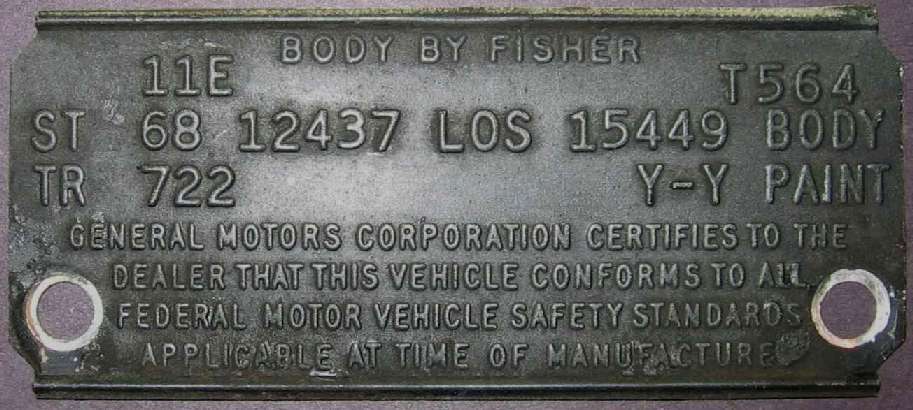 BODY BY FISHER
11E T564
ST 68 12437 LOS 15449 BODY
TR 722 Y-Y PAINT
GENERAL MOTORS CORPORATION CERTIFIES TO THE
DEALER THAT THIS VEHICLE CONFORMS TO ALL
FEDERAL MOTOR VEHICLE SAFETY STANDARDS
APPLICABLE AT TIME OF MANUFACTURE